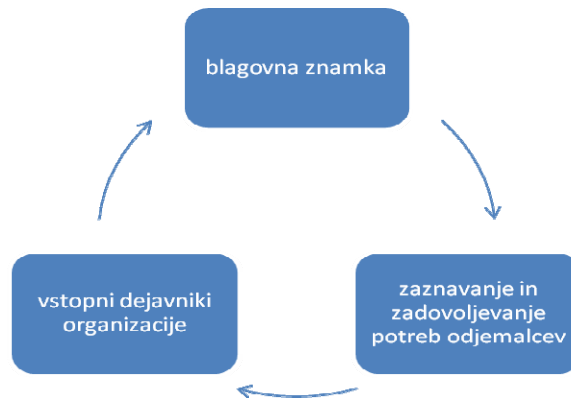 blagovna znamka
vstopni dejavniki
organizacije
zaznavanje in
zadovoljevanje
potreb odjemalcev